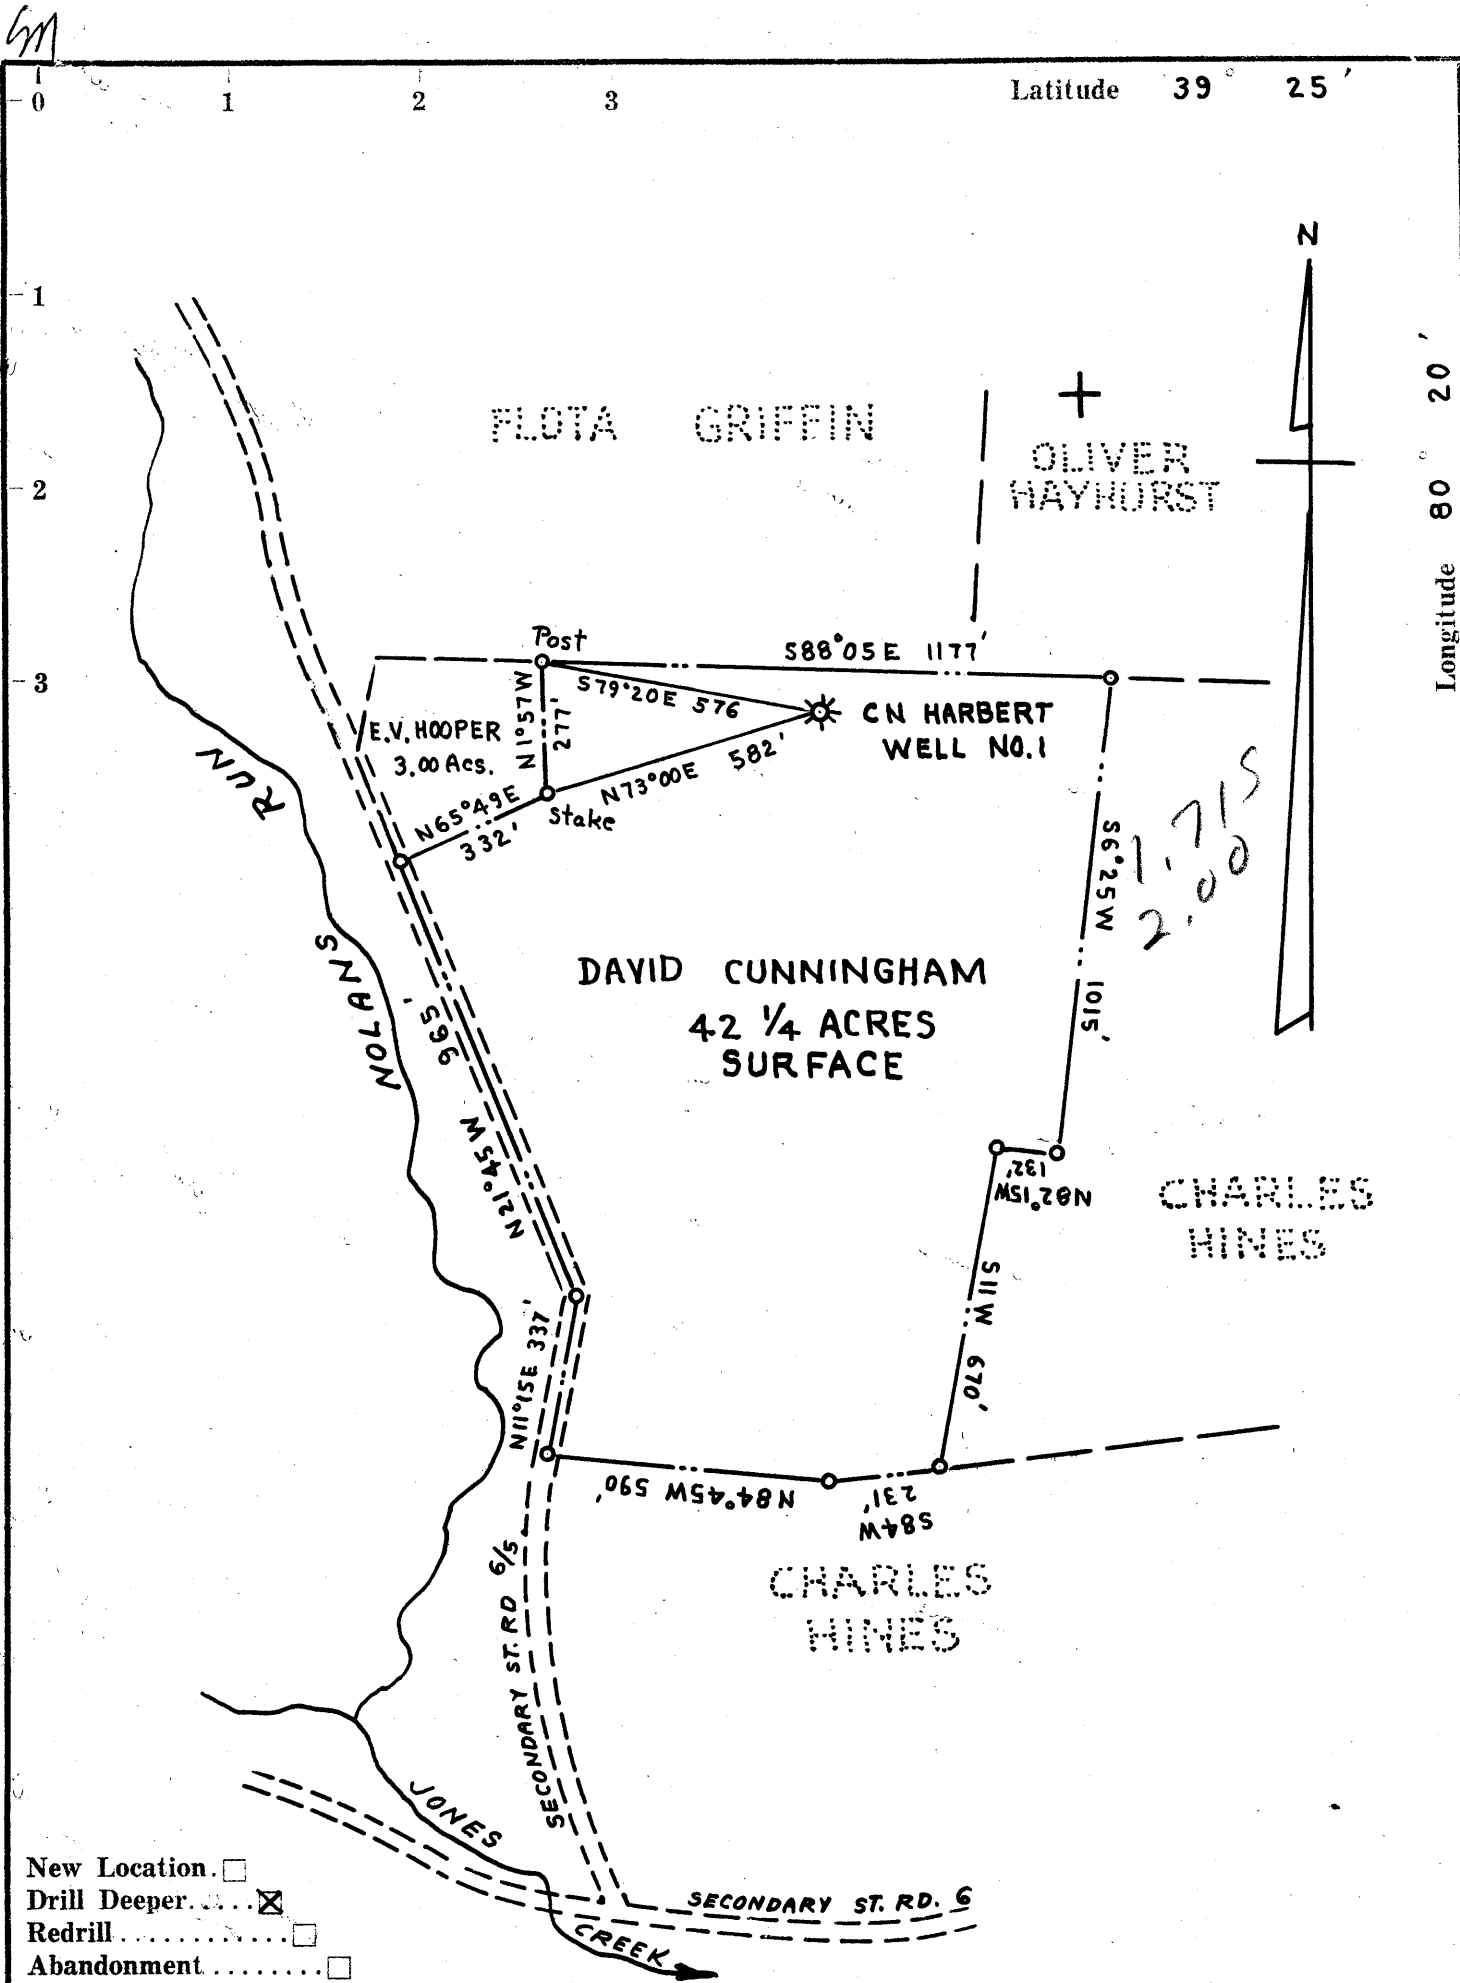 0 1 2 3 Latitude 39° 25'
N
1
Longitude 80° 20'
FLOTA GRIFFIN
OLIVER
HAYHURST
2
Post
S88°05E 1177'
3
S79°20E 576
N1°57W
277'
E.V. HOOPER
3.00 Acs.
CN HARBERT
WELL NO.1
N73°00E 582'
Stake
N65°49E
332'
NOLANS RUN
S6°25W 1015'
1.715
2.00
DAVID CUNNINGHAM
42 1/4 ACRES
SURFACE
N21°45W 965'
N82°15W
132'
CHARLES
HINES
S11W 670'
N11°15E 337'
N84°45W 590'
S84W
231'
CHARLES
HINES
SECONDARY ST. RD 6/5
JONES CREEK
SECONDARY ST. RD. 6
New Location. □
Drill Deeper...... ☒
Redrill............ □
Abandonment........ □